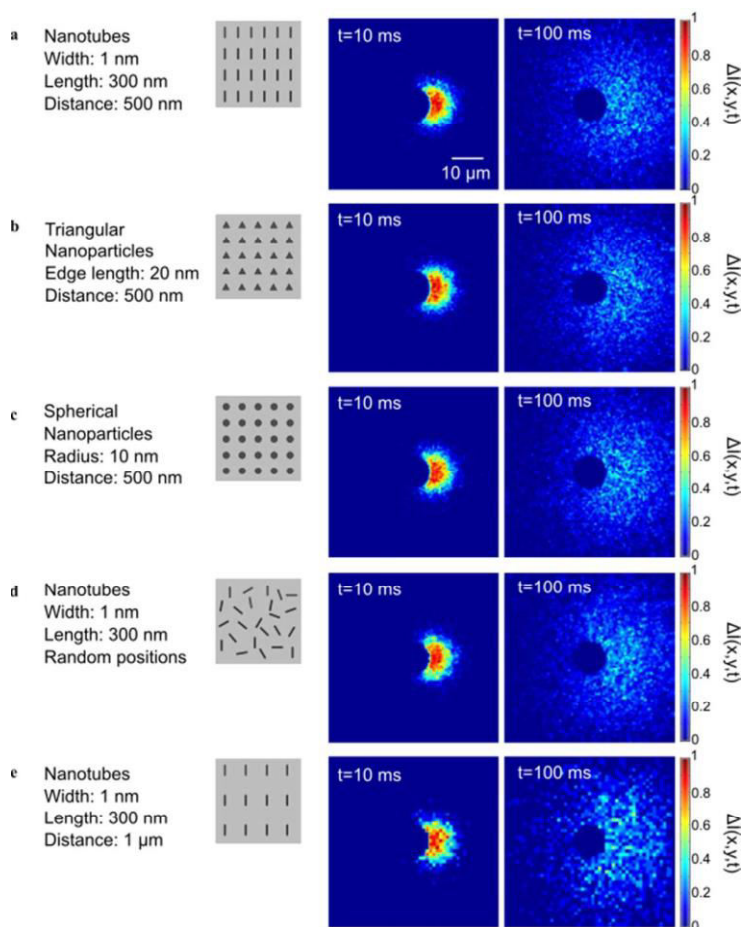 a
Nanotubes
Width: 1 nm
Length: 300 nm
Distance: 500 nm
t=10 ms
10 µm
t=100 ms
1
0.8
0.6
0.4
0.2
0
ΔI(x,y,t)
b
Triangular
Nanoparticles
Edge length: 20 nm
Distance: 500 nm
t=10 ms
t=100 ms
1
0.8
0.6
0.4
0.2
0
ΔI(x,y,t)
c
Spherical
Nanoparticles
Radius: 10 nm
Distance: 500 nm
t=10 ms
t=100 ms
1
0.8
0.6
0.4
0.2
0
ΔI(x,y,t)
d
Nanotubes
Width: 1 nm
Length: 300 nm
Random positions
t=10 ms
t=100 ms
1
0.8
0.6
0.4
0.2
0
ΔI(x,y,t)
e
Nanotubes
Width: 1 nm
Length: 300 nm
Distance: 1 µm
t=10 ms
t=100 ms
1
0.8
0.6
0.4
0.2
0
ΔI(x,y,t)